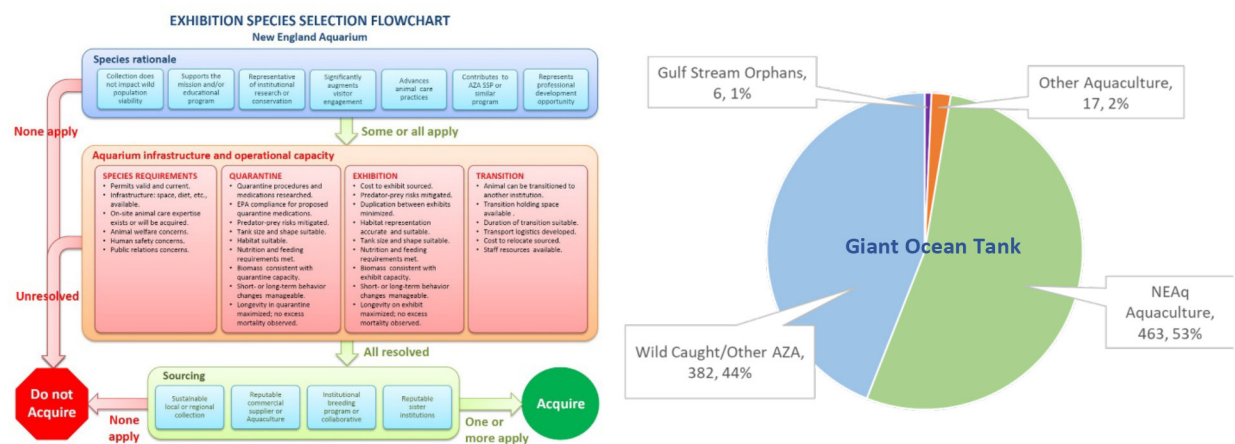 EXHIBITION SPECIES SELECTION FLOWCHART
New England Aquarium
Species rationale
Collection does
not impact wild
population
viability
Supports the
mission and/or
educational
program
Representative
of institutional
research or
conservation
Significantly
augments
visitor
engagement
Advances
animal care
practices
Contributes to
AZA SSP or
similar
program
Represents
professional
development
opportunity
None apply
Some or all apply
Aquarium infrastructure and operational capacity
SPECIES REQUIREMENTS
• Permits valid and current.
• Infrastructure: space, diet, etc.,
available.
• On-site animal care expertise
exists or will be acquired.
• Animal welfare concerns.
• Human safety concerns.
• Public relations concerns.
QUARANTINE
• Quarantine procedures and
medications researched.
• EPA compliance for proposed
quarantine medications.
• Predator-prey risks mitigated.
• Tank size and shape suitable.
• Habitat suitable.
• Nutrition and feeding
requirements met.
• Biomass consistent with
quarantine capacity.
• Short- or long-term behavior
changes manageable.
• Longevity in quarantine
maximized; no excess
mortality observed.
EXHIBITION
• Cost to exhibit sourced.
• Predator-prey risks mitigated.
• Duplication between exhibits
minimized.
• Habitat representation
accurate and suitable.
• Tank size and shape suitable.
• Nutrition and feeding
requirements met.
• Biomass consistent with
exhibit capacity.
• Short- or long-term behavior
changes manageable.
• Longevity on exhibit
maximized; no excess
mortality observed.
TRANSITION
• Animal can be transitioned to
another institution.
• Transition holding space
available .
• Duration of transition suitable.
• Transport logistics developed.
• Cost to relocate sourced.
• Staff resources available.
Unresolved
All resolved
Do not
Acquire
Sourcing
Sustainable
local or regional
collection
Reputable
commercial
supplier or
Aquaculture
Institutional
breeding
program or
collaborative
Reputable
sister
institutions
None
apply
One or
more apply
Acquire
Gulf Stream Orphans,
6, 1%
Other Aquaculture,
17, 2%
Giant Ocean Tank
NEAq
Aquaculture,
463, 53%
Wild Caught/Other AZA,
382, 44%